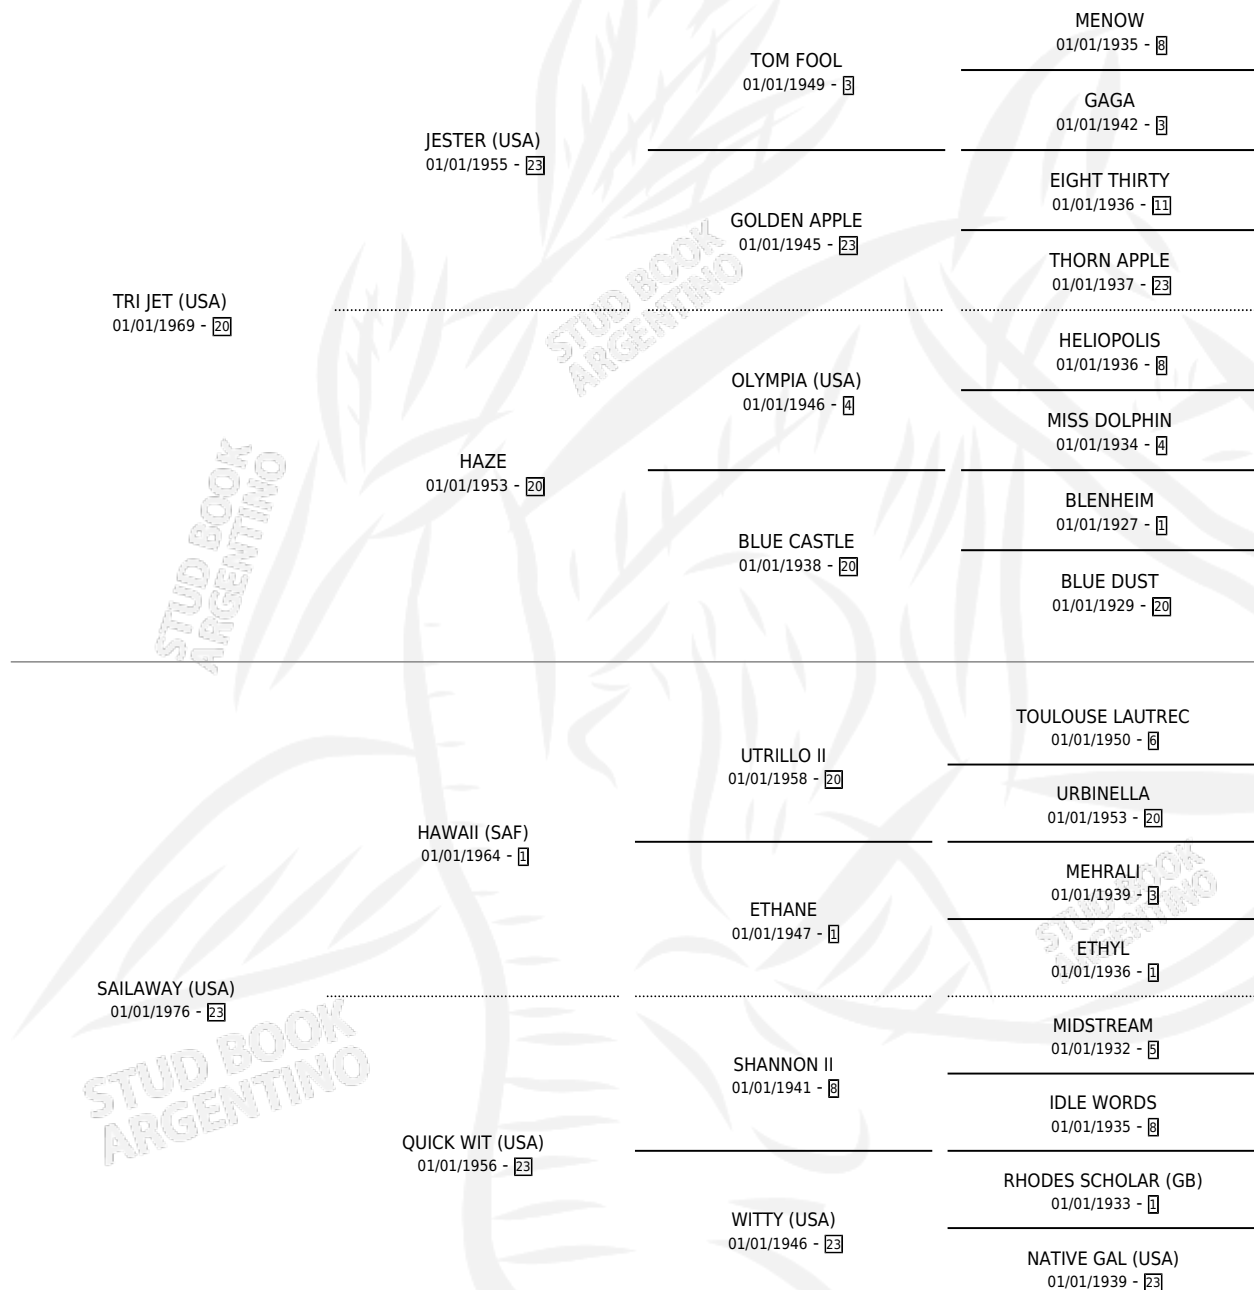 MENOW
01/01/1935 - 8
TOM FOOL
01/01/1949 - 3
GAGA
01/01/1942 - 3
JESTER (USA)
01/01/1955 - 23
EIGHT THIRTY
01/01/1936 - 11
GOLDEN APPLE
01/01/1945 - 23
THORN APPLE
01/01/1937 - 23
TRI JET (USA)
01/01/1969 - 20
HELIOPOLIS
01/01/1936 - 8
OLYMPIA (USA)
01/01/1946 - 4
MISS DOLPHIN
01/01/1934 - 4
HAZE
01/01/1953 - 20
BLENHEIM
01/01/1927 - 1
BLUE CASTLE
01/01/1938 - 20
BLUE DUST
01/01/1929 - 20
TOULOUSE LAUTREC
01/01/1950 - 6
UTRILLO II
01/01/1958 - 20
URBINELLA
01/01/1953 - 20
HAWAII (SAF)
01/01/1964 - 1
MEHRALI
01/01/1939 - 3
ETHANE
01/01/1947 - 1
ETHYL
01/01/1936 - 1
SAILAWAY (USA)
01/01/1976 - 23
MIDSTREAM
01/01/1932 - 5
SHANNON II
01/01/1941 - 8
IDLE WORDS
01/01/1935 - 8
QUICK WIT (USA)
01/01/1956 - 23
RHODES SCHOLAR (GB)
01/01/1933 - 1
WITTY (USA)
01/01/1946 - 23
NATIVE GAL (USA)
01/01/1939 - 23
STUD BOOK
ARGENTINO
STUD BOOK
ARGENTINO
STUD BOOK
ARGENTINO
STUD BOOK
ARGENTINO